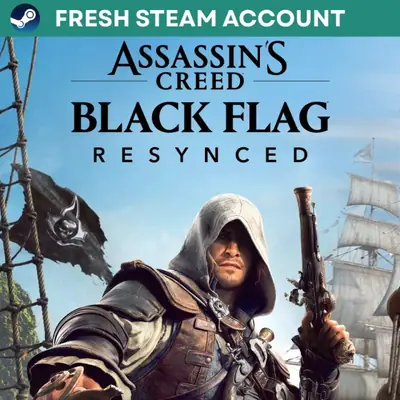 FRESH STEAM ACCOUNT
ASSASSIN'S
CREED
BLACK FLAG
RESYNCED